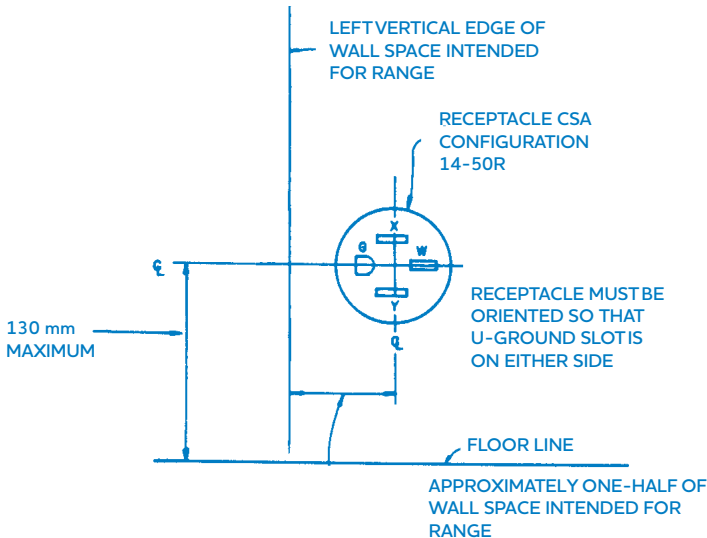 LEFT VERTICAL EDGE OF
WALL SPACE INTENDED
FOR RANGE
RECEPTACLE CSA
CONFIGURATION
14-50R
X
G
W
Y
℄
℄
RECEPTACLE MUST BE
ORIENTED SO THAT
U-GROUND SLOT IS
ON EITHER SIDE
130 mm
MAXIMUM
FLOOR LINE
APPROXIMATELY ONE-HALF OF
WALL SPACE INTENDED FOR
RANGE